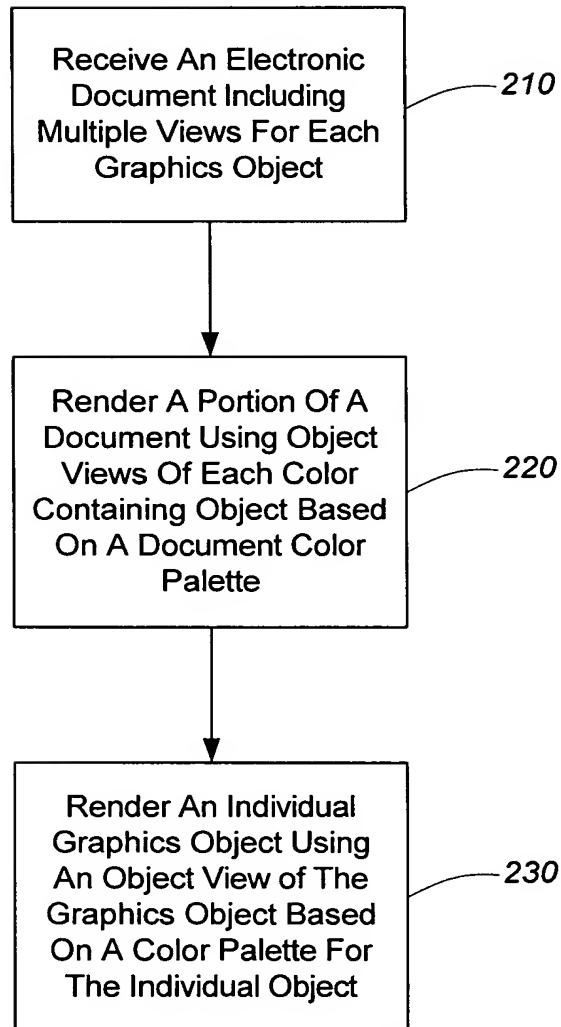 Receive An Electronic
Document Including
Multiple Views For Each
Graphics Object
210
Render A Portion Of A
Document Using Object
Views Of Each Color
Containing Object Based
On A Document Color
Palette
220
Render An Individual
Graphics Object Using
An Object View of The
Graphics Object Based
On A Color Palette For
The Individual Object
230